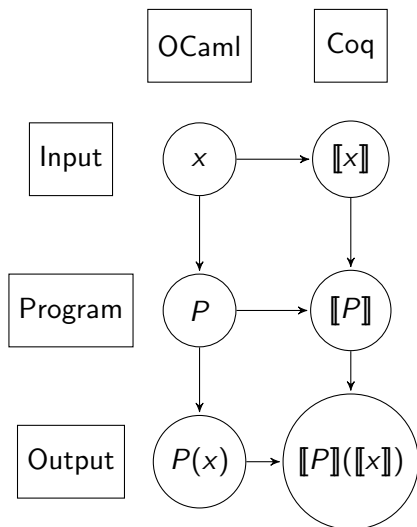 OCaml Coq
Input x ⟦x⟧
Program P ⟦P⟧
Output P(x) ⟦P⟧(⟦x⟧)